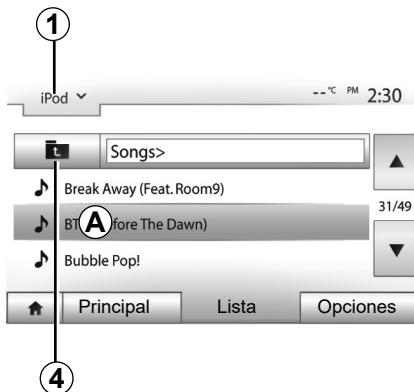 1
iPod --°C PM 2:30
Songs>
Break Away (Feat. Room9)
31/49
BT A fore The Dawn)
Bubble Pop!
Principal Lista Opciones
4